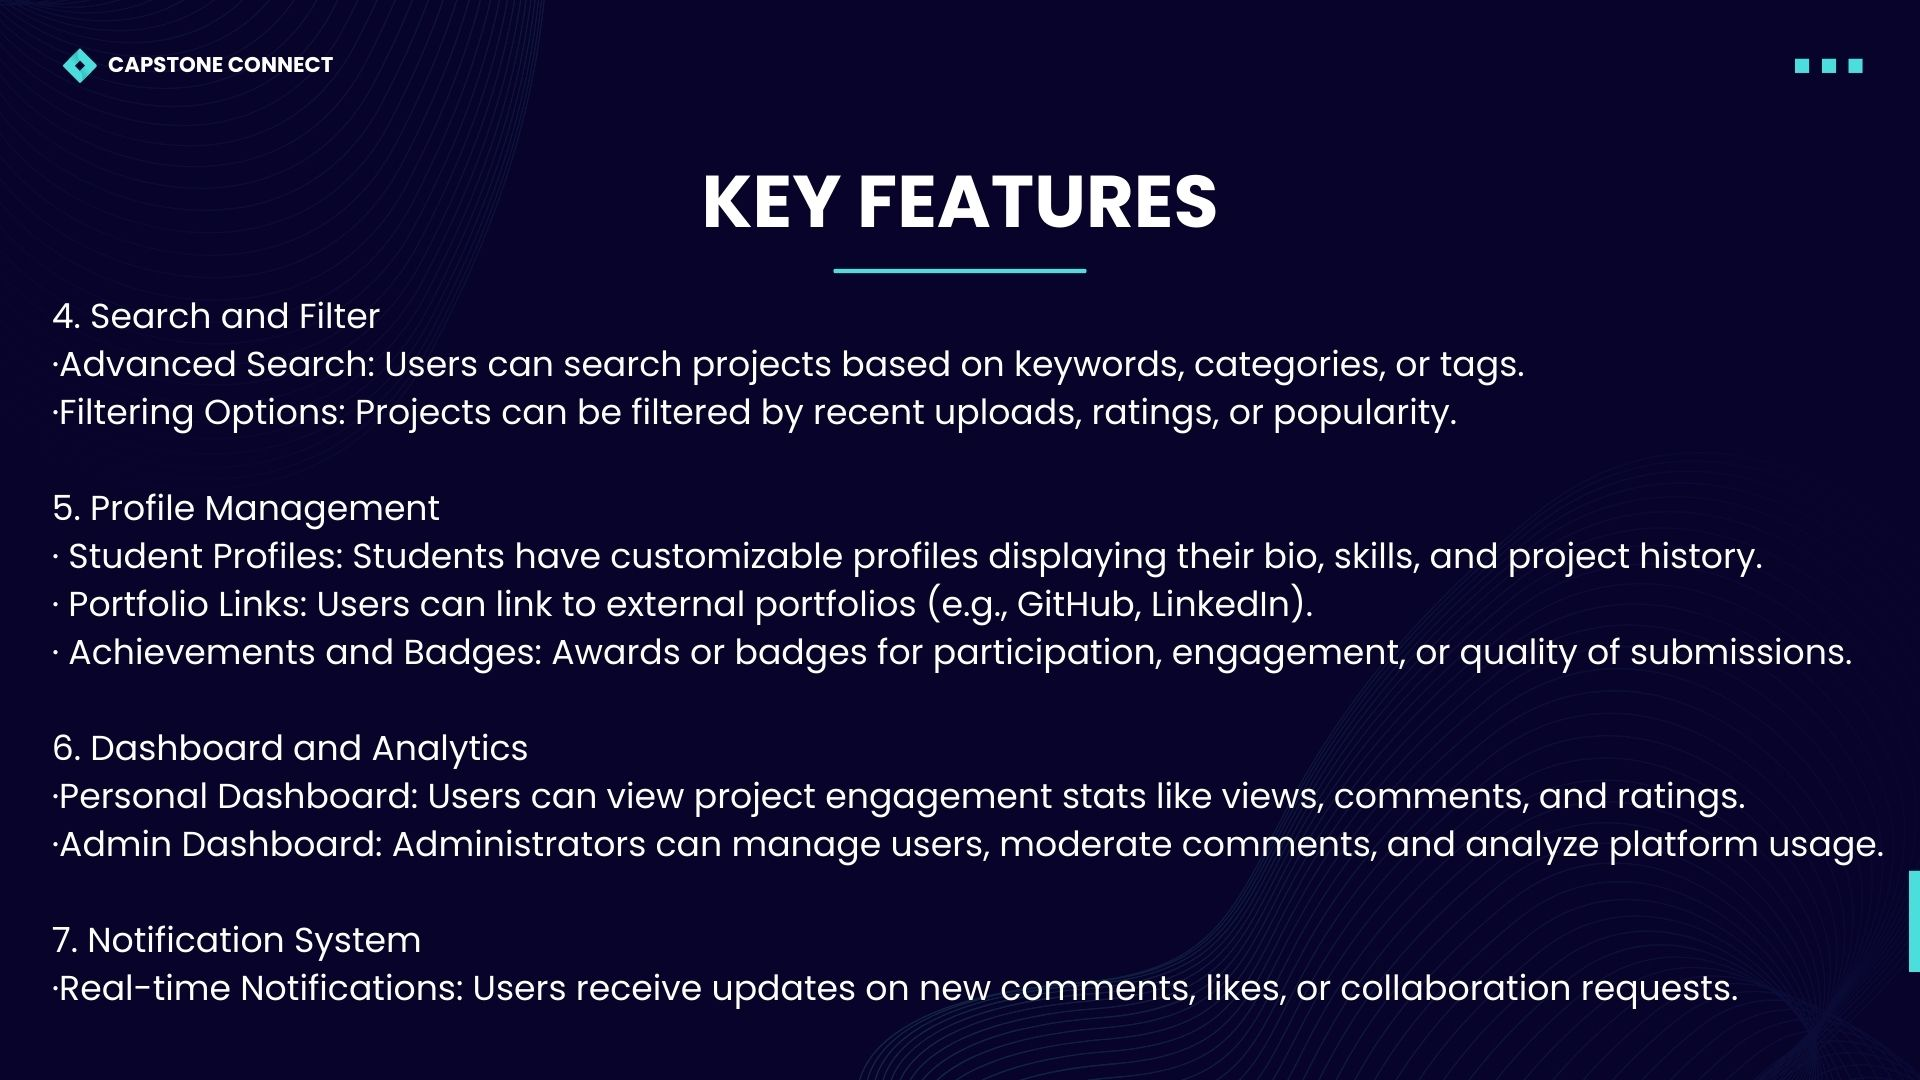 CAPSTONE CONNECT
KEY FEATURES
4. Search and Filter
·Advanced Search: Users can search projects based on keywords, categories, or tags.
·Filtering Options: Projects can be filtered by recent uploads, ratings, or popularity.
5. Profile Management
· Student Profiles: Students have customizable profiles displaying their bio, skills, and project history.
· Portfolio Links: Users can link to external portfolios (e.g., GitHub, LinkedIn).
· Achievements and Badges: Awards or badges for participation, engagement, or quality of submissions.
6. Dashboard and Analytics
·Personal Dashboard: Users can view project engagement stats like views, comments, and ratings.
·Admin Dashboard: Administrators can manage users, moderate comments, and analyze platform usage.
7. Notification System
·Real-time Notifications: Users receive updates on new comments, likes, or collaboration requests.